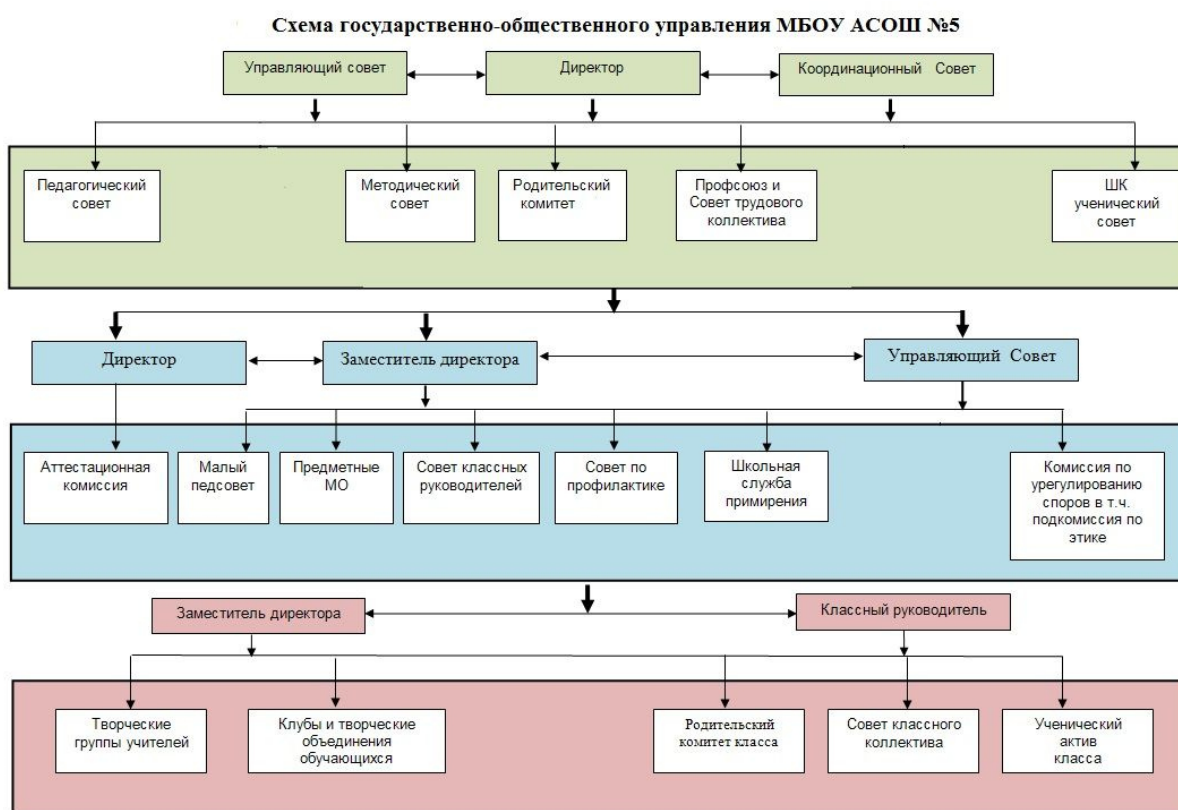 Схема государственно-общественного управления МБОУ АСОШ №5
Управляющий совет
Директор
Координационный Совет
Педагогический
совет
Методический
совет
Родительский
комитет
Профсоюз и
Совет трудового
коллектива
ШК
ученический
совет
Директор
Заместитель директора
Управляющий Совет
Аттестационная
комиссия
Малый
педсовет
Предметные
МО
Совет классных
руководителей
Совет по
профилактике
Школьная
служба
примирения
Комиссия по
урегулированию
споров в т.ч.
подкомиссия по
этике
Заместитель директора
Классный руководитель
Творческие
группы учителей
Клубы и творческие
объединения
обучающихся
Родительский
комитет класса
Совет классного
коллектива
Ученический
актив
класса